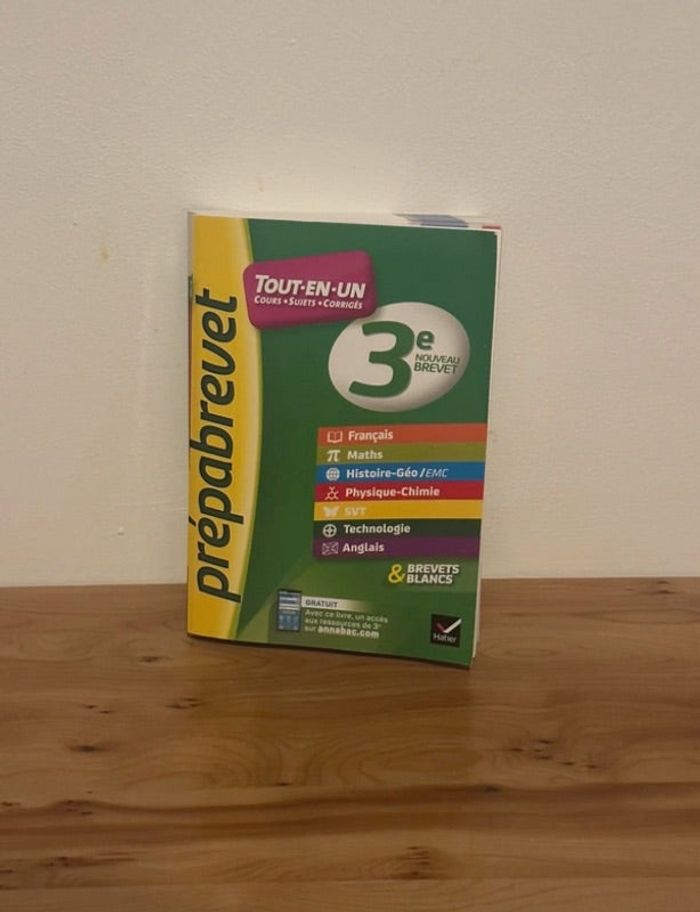 prépabrevet
TOUT-EN-UN
COURS • SUJETS • CORRIGÉS
3e
NOUVEAU
BREVET
Français
π Maths
Histoire-Géo/EMC
Physique-Chimie
SVT
Technologie
Anglais
& BREVETS
BLANCS
GRATUIT
Avec ce livre, un accès
aux ressources de 3e
sur annabac.com
Hatier